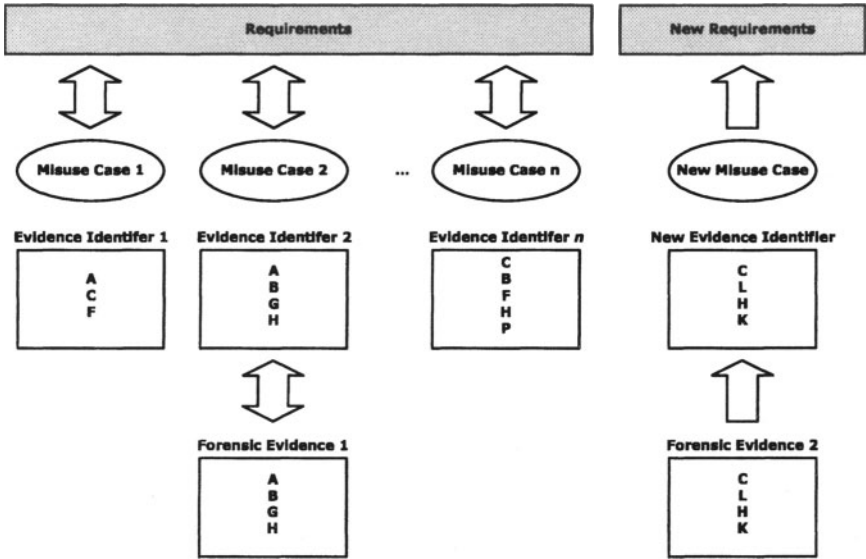 Requirements
New Requirements
Misuse Case 1
Misuse Case 2
...
Misuse Case n
New Misuse Case
Evidence Identifer 1
Evidence Identifer 2
Evidence Identifer n
New Evidence Identifier
A
C
F
A
B
G
H
C
B
F
H
P
C
L
H
K
Forensic Evidence 1
Forensic Evidence 2
A
B
G
H
C
L
H
K